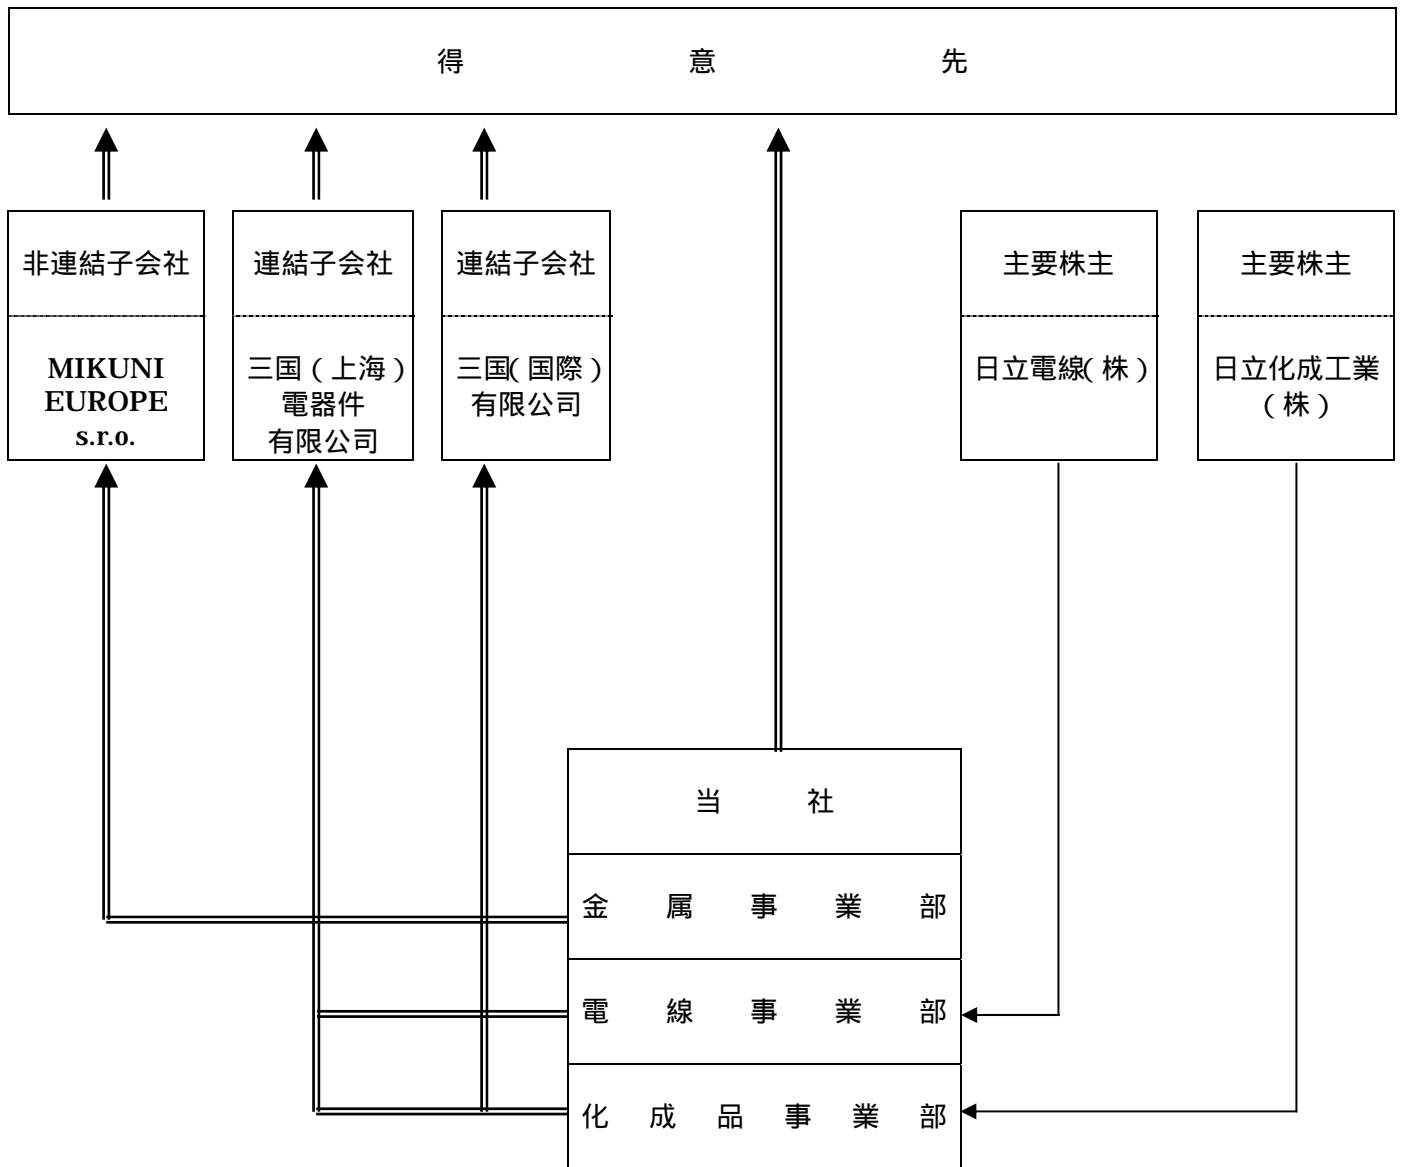 得意先
非連結子会社
MIKUNI
EUROPE
s.r.o.
連結子会社
三国（上海）
電器件
有限公司
連結子会社
三国（国際）
有限公司
主要株主
日立電線（株）
主要株主
日立化成工業
（株）
当社
金属事業部
電線事業部
化成品事業部